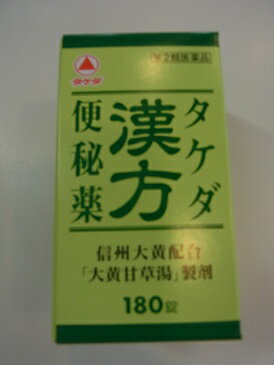 第2類医薬品
タケダ
タケダ
漢方
便秘薬
信州大黄配合
「大黄甘草湯」製剤
180錠